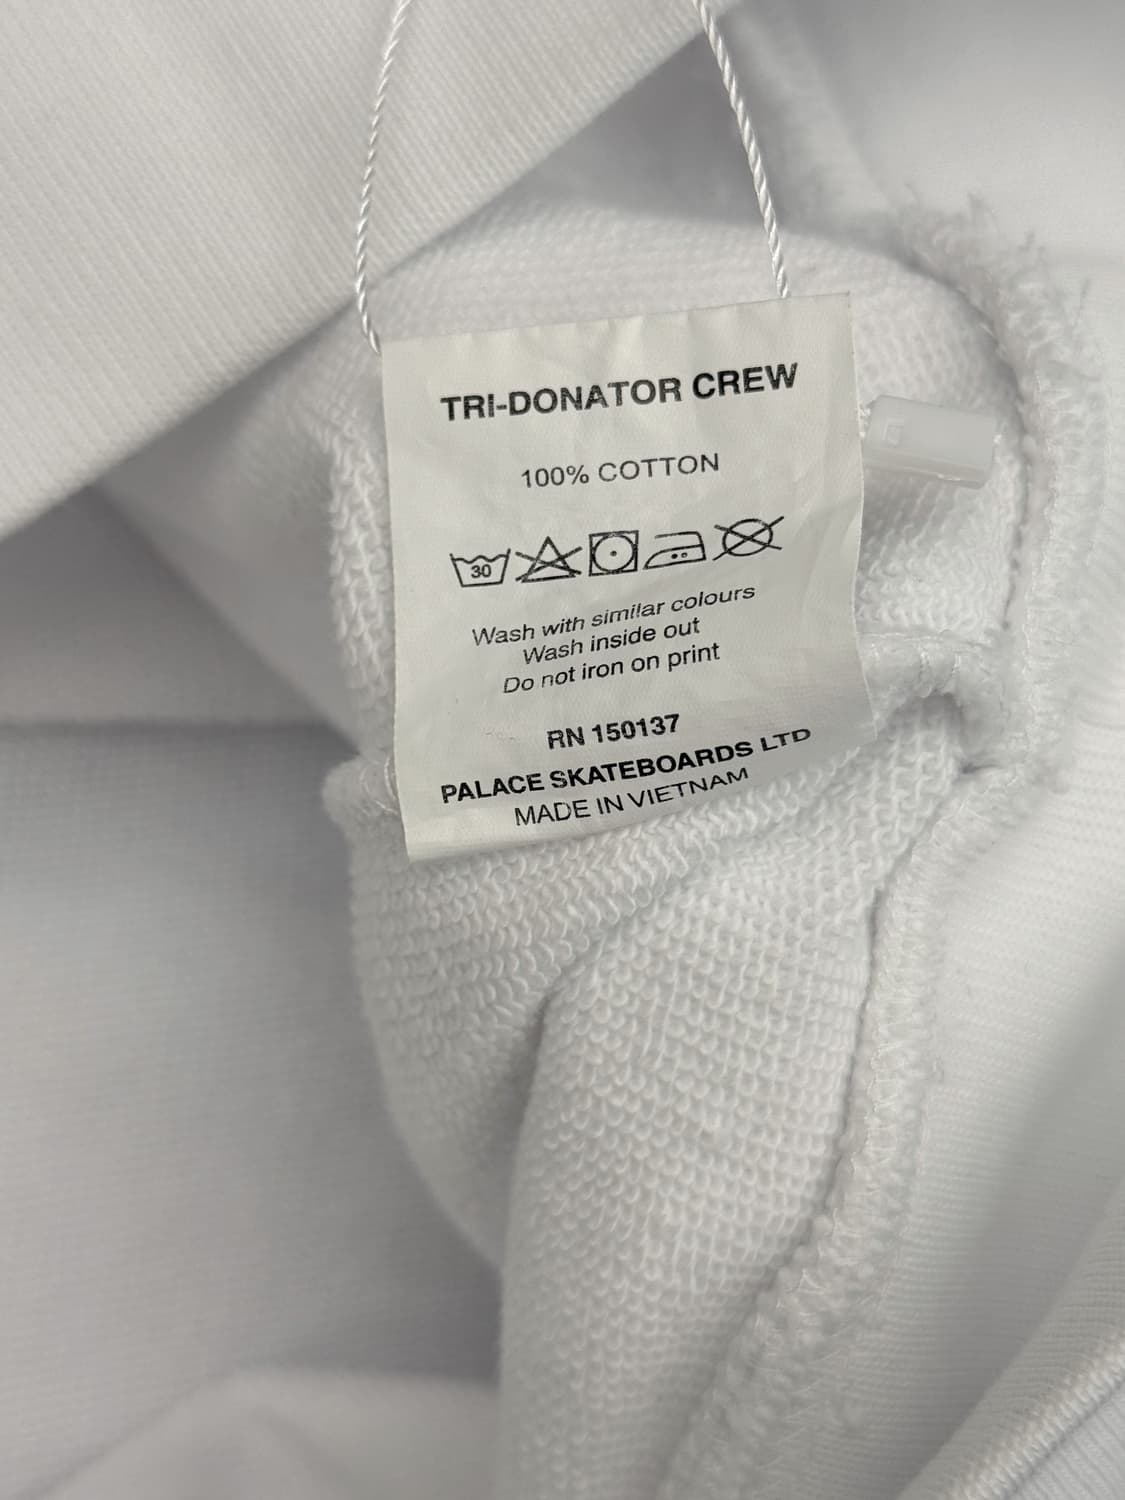 TRI-DONATOR CREW
100% COTTON
30
Wash with similar colours
Wash inside out
Do not iron on print
RN 150137
PALACE SKATEBOARDS LTD
MADE IN VIETNAM